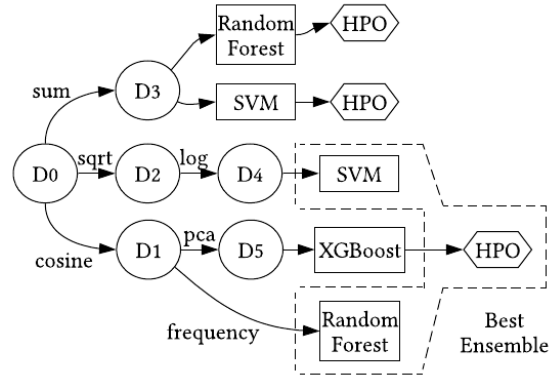 Random
Forest
HPO
sum
D3
SVM
HPO
D0
sqrt
D2
log
D4
SVM
cosine
D1
pca
D5
XGBoost
HPO
frequency
Random
Forest
Best
Ensemble